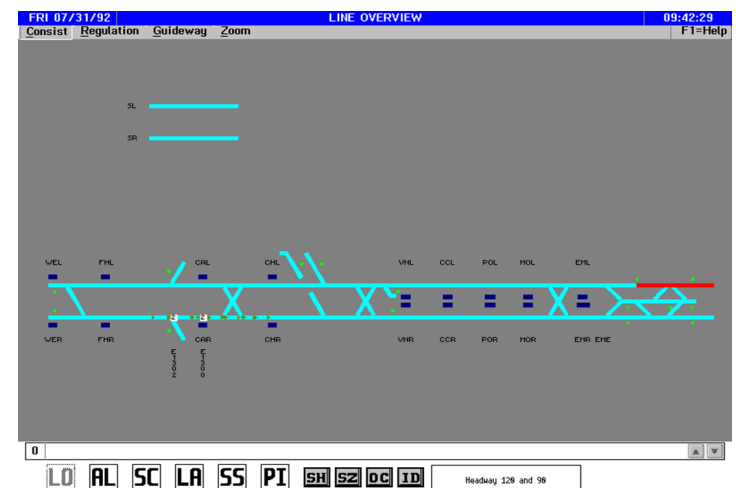 FRI 07/31/92 LINE OVERVIEW 09:42:29
Consist Regulation Guideway Zoom F1=Help
SL
SR
WEL FHL CAL CHL VNL CCL POL MOL EML
2 2
WER FHR CAR CHR VNR CCR POR MOR EMR EME
E1302 E1300
0
LO AL SC LA SS PI SH SZ OC ID Headway 120 and 90